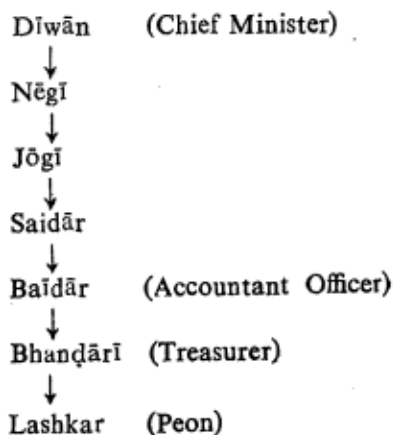 Dīwān (Chief Minister)
Nēgī
Jōgī
Saidār
Baīdār (Accountant Officer)
Bhaṇḍārī (Treasurer)
Lashkar (Peon)